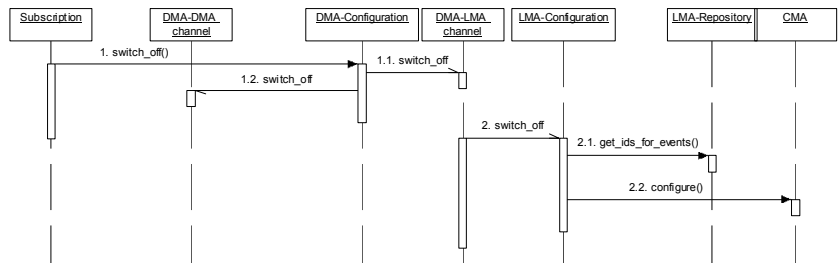 Subscription
DMA-DMA
channel
DMA-Configuration
DMA-LMA
channel
LMA-Configuration
LMA-Repository
CMA
1. switch_off()
1.1. switch_off
1.2. switch_off
2. switch_off
2.1. get_ids_for_events()
2.2. configure()